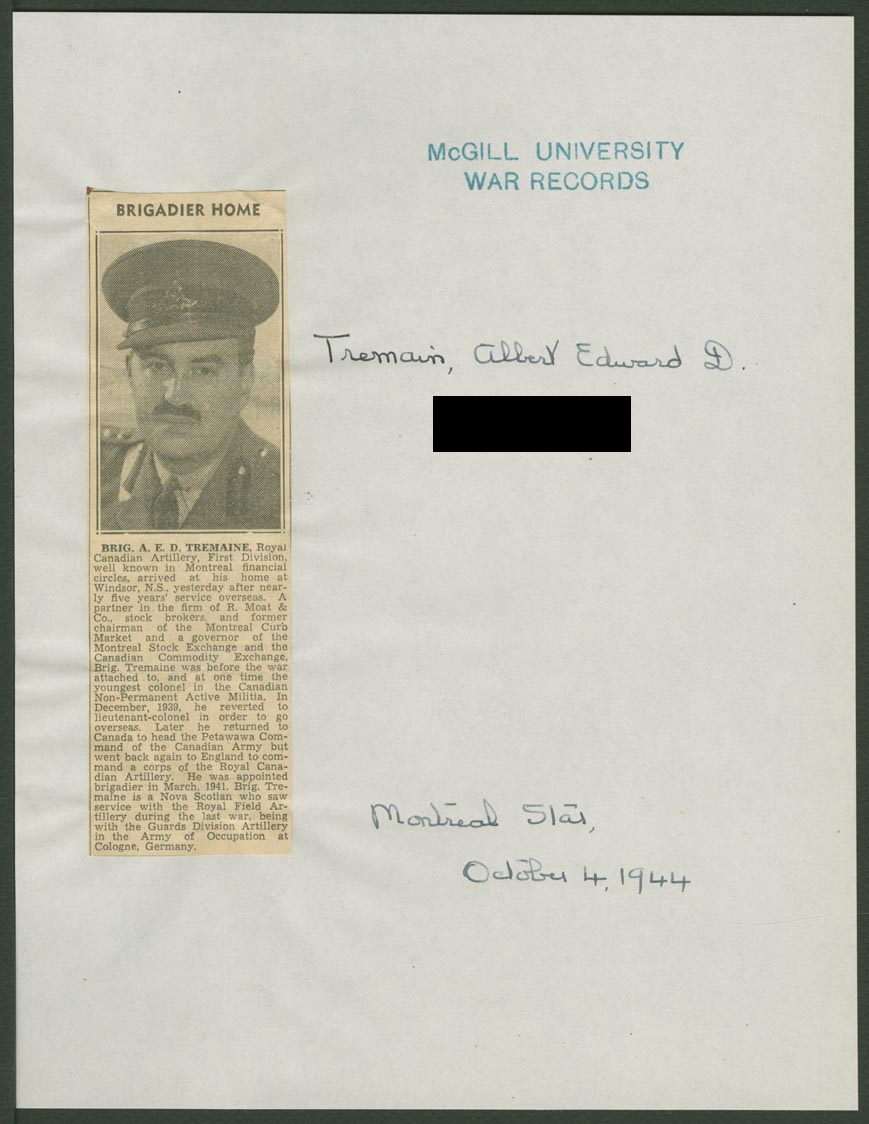 McGILL UNIVERSITY
WAR RECORDS
BRIGADIER HOME
Tremain, Albert Edward D.
BRIG. A. E. D. TREMAINE, Royal
Canadian Artillery, First Division,
well known in Montreal financial
circles, arrived at his home at
Windsor, N.S., yesterday after near-
ly five years' service overseas. A
partner in the firm of R. Moat &
Co., stock brokers, and former
chairman of the Montreal Curb
Market and a governor of the
Montreal Stock Exchange and the
Canadian Commodity Exchange,
Brig. Tremaine was before the war
attached to, and at one time the
youngest colonel in the Canadian
Non-Permanent Active Militia. In
December, 1939, he reverted to
lieutenant-colonel in order to go
overseas. Later he returned to
Canada to head the Petawawa Com-
mand of the Canadian Army but
went back again to England to com-
mand a corps of the Royal Cana-
dian Artillery. He was appointed
brigadier in March, 1941. Brig. Tre-
maine is a Nova Scotian who saw
service with the Royal Field Ar-
tillery during the last war, being
with the Guards Division Artillery
in the Army of Occupation at
Cologne, Germany.
Montreal Star,
October 4, 1944